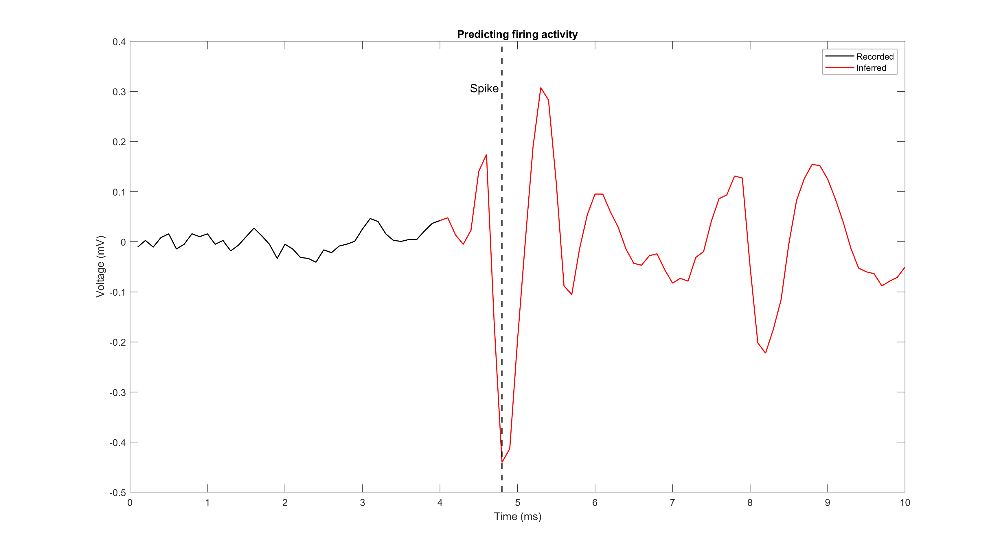 Predicting firing activity
0.4
0.3
0.2
0.1
0
-0.1
-0.2
-0.3
-0.4
-0.5
Voltage (mV)
Spike
Recorded
Inferred
0 1 2 3 4 5 6 7 8 9 10
Time (ms)